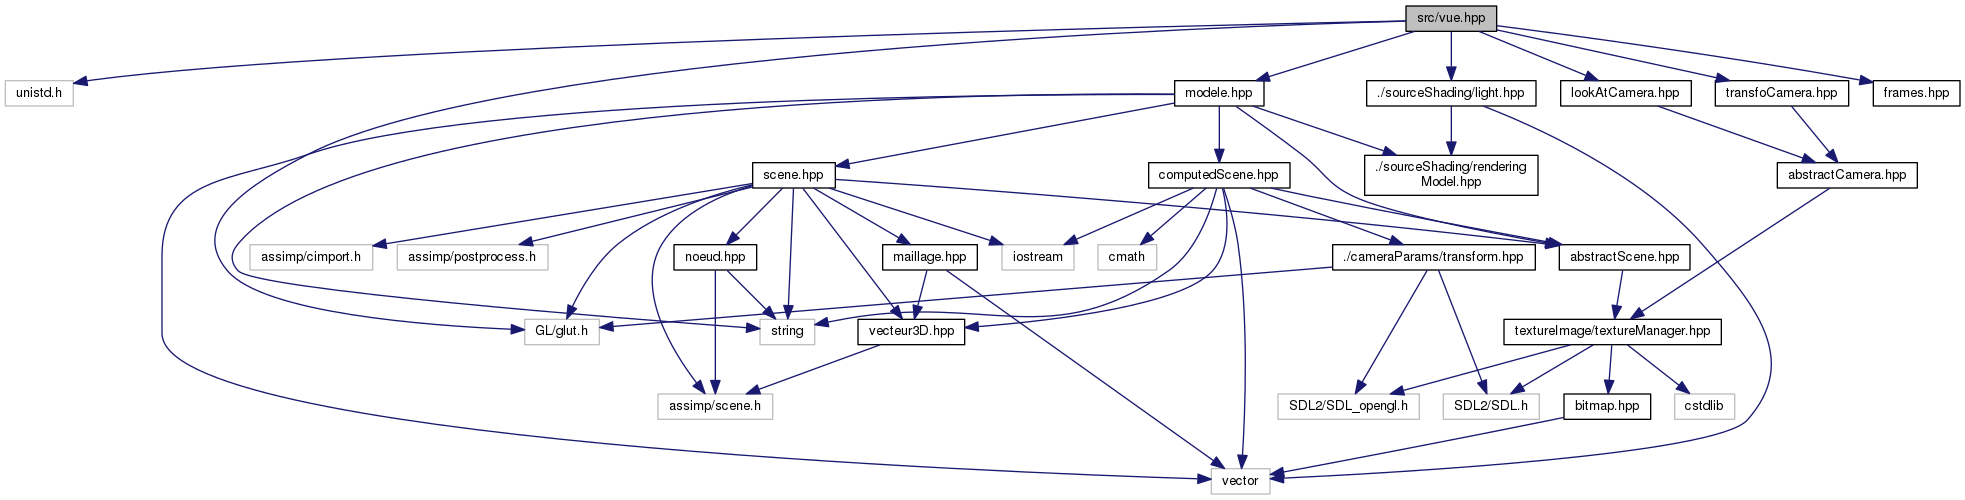 src/vue.hpp
unistd.h
modele.hpp
./sourceShading/light.hpp
lookAtCamera.hpp
transfoCamera.hpp
frames.hpp
scene.hpp
computedScene.hpp
./sourceShading/rendering
Model.hpp
abstractCamera.hpp
assimp/cimport.h
assimp/postprocess.h
noeud.hpp
maillage.hpp
iostream
cmath
./cameraParams/transform.hpp
abstractScene.hpp
GL/glut.h
string
vecteur3D.hpp
textureImage/textureManager.hpp
assimp/scene.h
SDL2/SDL_opengl.h
SDL2/SDL.h
bitmap.hpp
cstdlib
vector